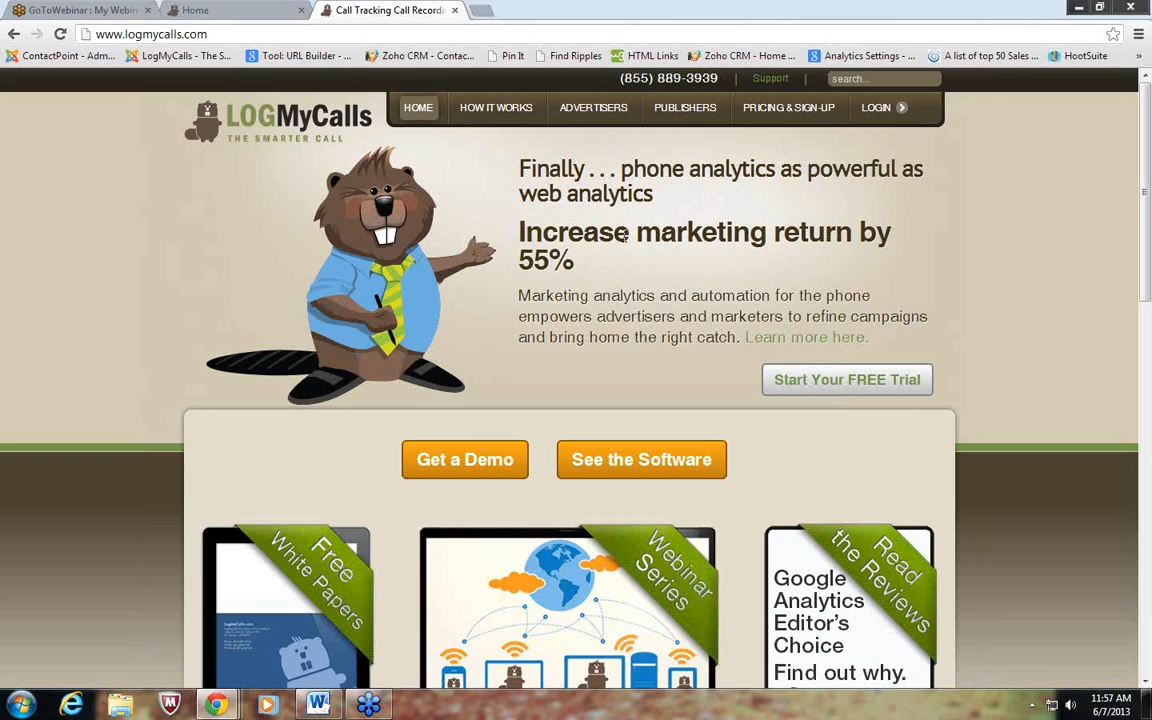 GoToWebinar : My Webin
Home
Call Tracking Call Recordi
www.logmycalls.com
ContactPoint - Adm...
LogMyCalls - The S...
Tool: URL Builder - ...
Zoho CRM - Contac...
Pin It
Find Ripples
HTML Links
Zoho CRM - Home ...
Analytics Settings - ...
A list of top 50 Sales ...
HootSuite
(855) 889-3939 | Support |
search...
LOGMyCalls
THE SMARTER CALL
HOME
HOW IT WORKS
ADVERTISERS
PUBLISHERS
PRICING & SIGN-UP
LOGIN
Finally . . . phone analytics as powerful as
web analytics
Increase marketing return by
55%
Marketing analytics and automation for the phone
empowers advertisers and marketers to refine campaigns
and bring home the right catch. Learn more here.
Start Your FREE Trial
Get a Demo
See the Software
Free
White Papers
Webinar
Series
Read
the Reviews
Google
Analytics
Editor's
Choice
Find out why.
11:57 AM
6/7/2013